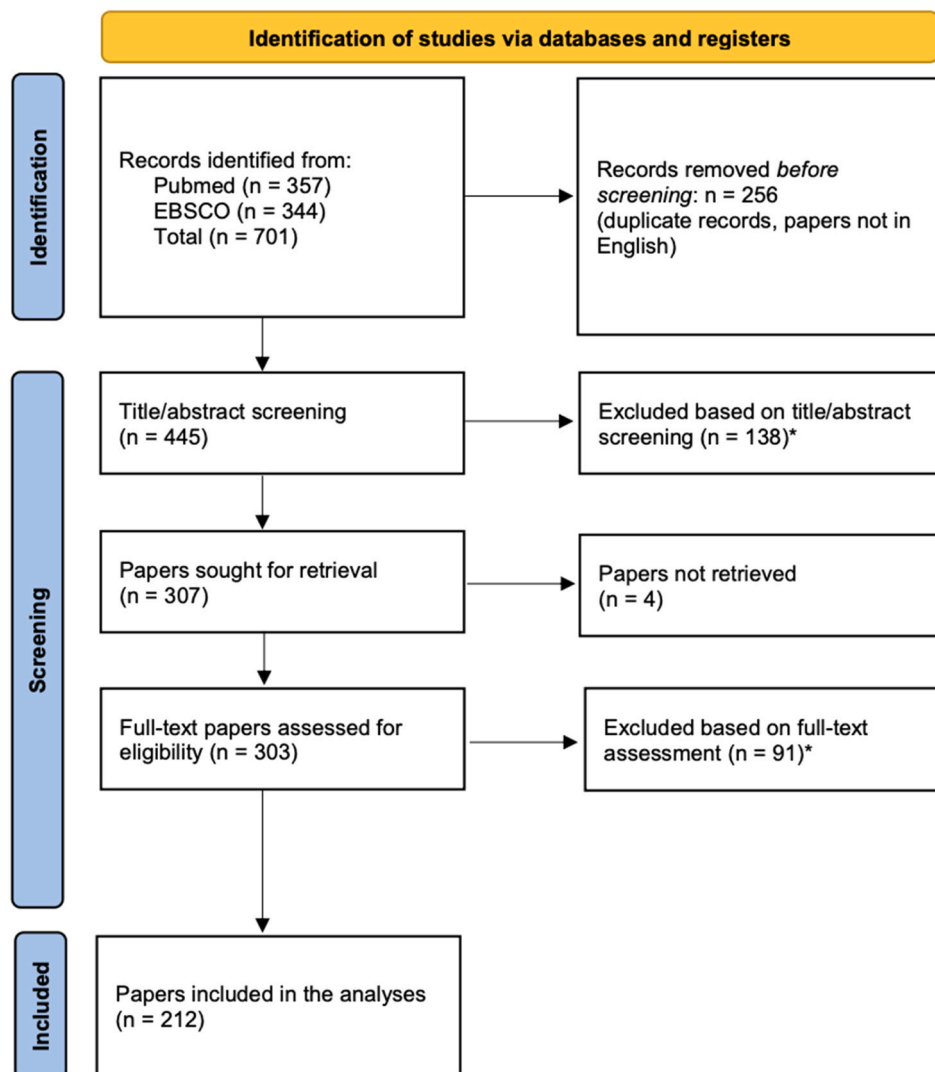 Identification of studies via databases and registers
Identification
Records identified from:
Pubmed (n = 357)
EBSCO (n = 344)
Total (n = 701)
Records removed before
screening: n = 256
(duplicate records, papers not in
English)
Screening
Title/abstract screening
(n = 445)
Excluded based on title/abstract
screening (n = 138)*
Papers sought for retrieval
(n = 307)
Papers not retrieved
(n = 4)
Full-text papers assessed for
eligibility (n = 303)
Excluded based on full-text
assessment (n = 91)*
Included
Papers included in the analyses
(n = 212)